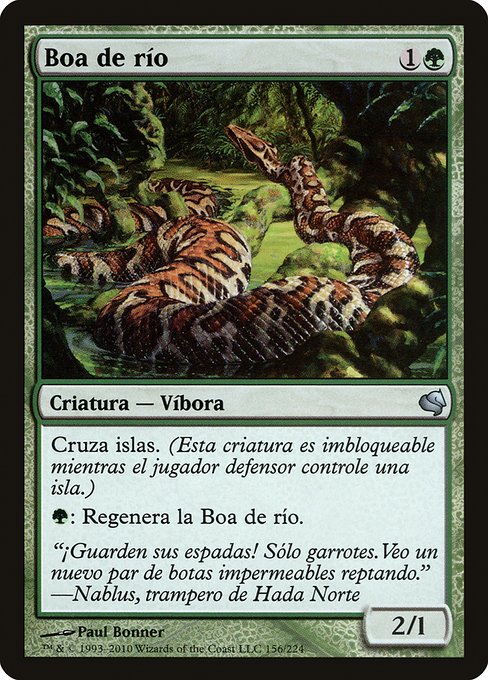 Boa de río 1
Criatura — Víbora
Cruza islas. (Esta criatura es imbloqueable
mientras el jugador defensor controle una
isla.)
: Regenera la Boa de río.
“¡Guarden sus espadas! Sólo garrotes. Veo un
nuevo par de botas impermeables reptando.”
—Nablus, trampero de Hada Norte
Paul Bonner
2/1
™ & © 1993–2010 Wizards of the Coast LLC 156/224